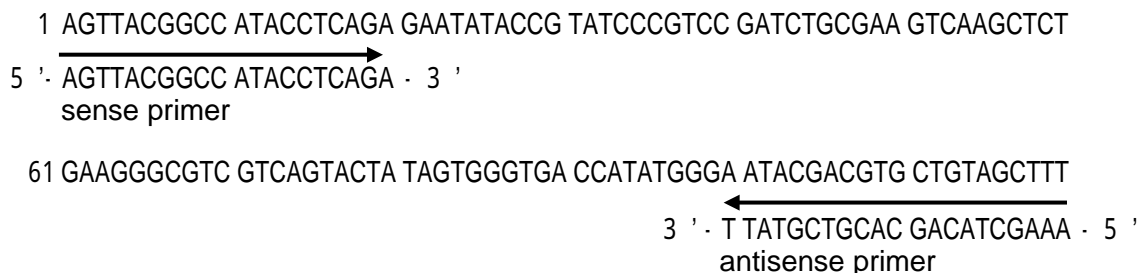 1 AGTTACGGCC ATACCTCAGA GAATATACCG TATCCCGTCC GATCTGCGAA GTCAAGCTCT
5 '- AGTTACGGCC ATACCTCAGA - 3 '
sense primer
61 GAAGGGCGTC GTCAGTACTA TAGTGGGTGA CCATATGGGA ATACGACGTG CTGTAGCTTT
3 '- T TATGCTGCAC GACATCGAAA - 5 '
antisense primer